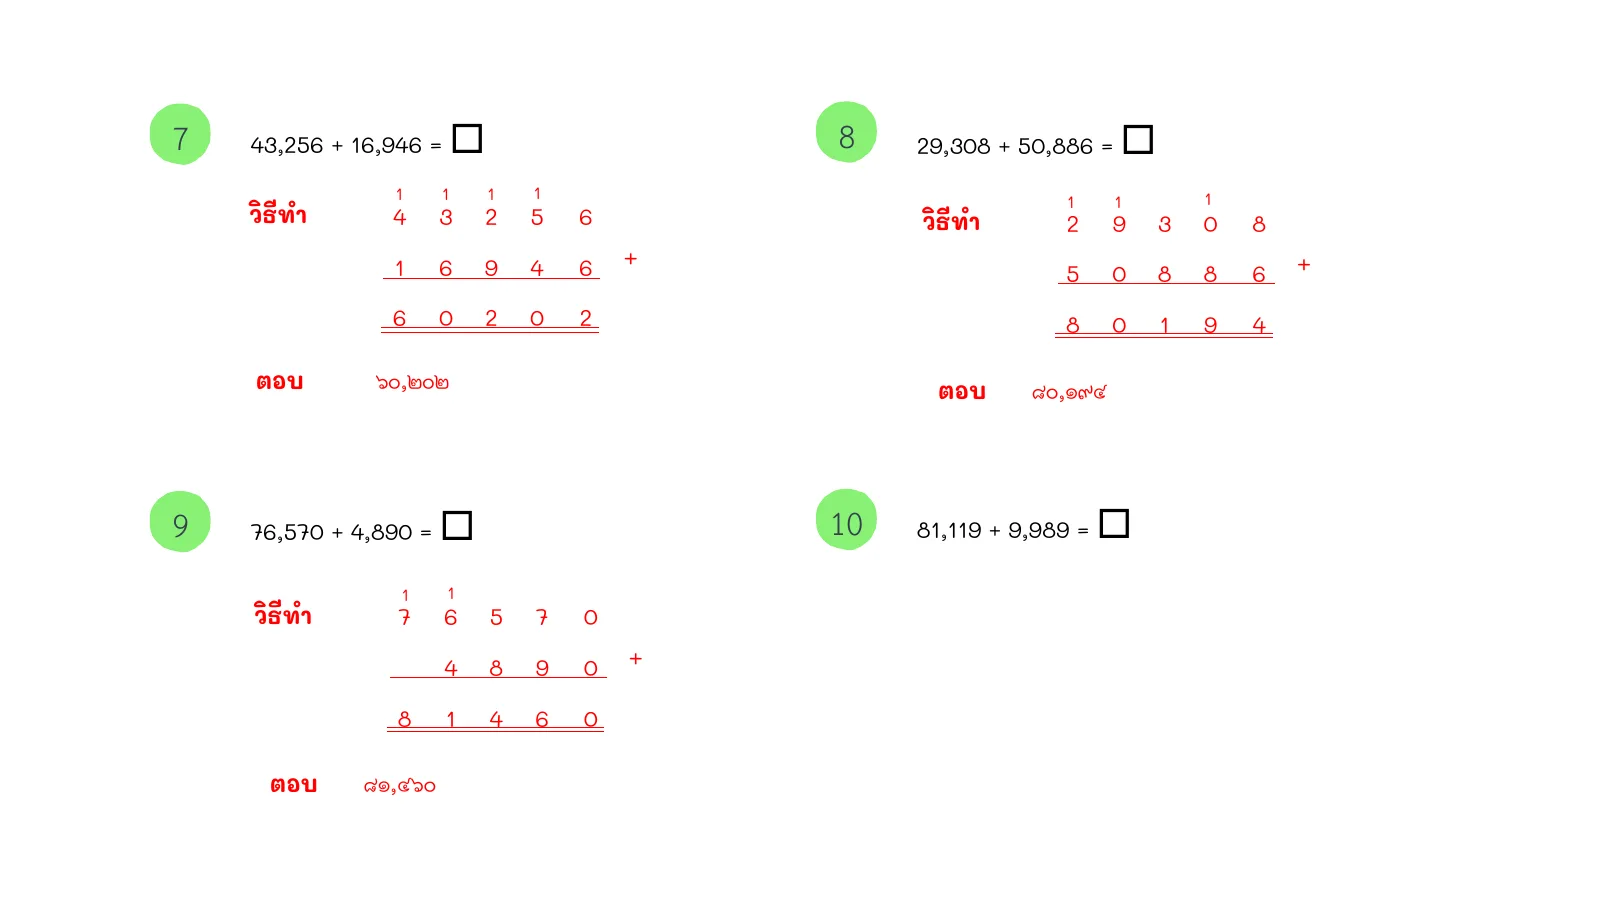 7
43,256 + 16,946 = □
วิธีทำ
1 1 1 1
4 3 2 5 6
+
1 6 9 4 6
6 0 2 0 2
ตอบ ๖๐,๒๐๒
8
29,308 + 50,886 = □
วิธีทำ
1 1 1
2 9 3 0 8
+
5 0 8 8 6
8 0 1 9 4
ตอบ ๘๐,๑๙๔
9
76,570 + 4,890 = □
วิธีทำ
1 1
7 6 5 7 0
+
4 8 9 0
8 1 4 6 0
ตอบ ๘๑,๔๖๐
10
81,119 + 9,989 = □